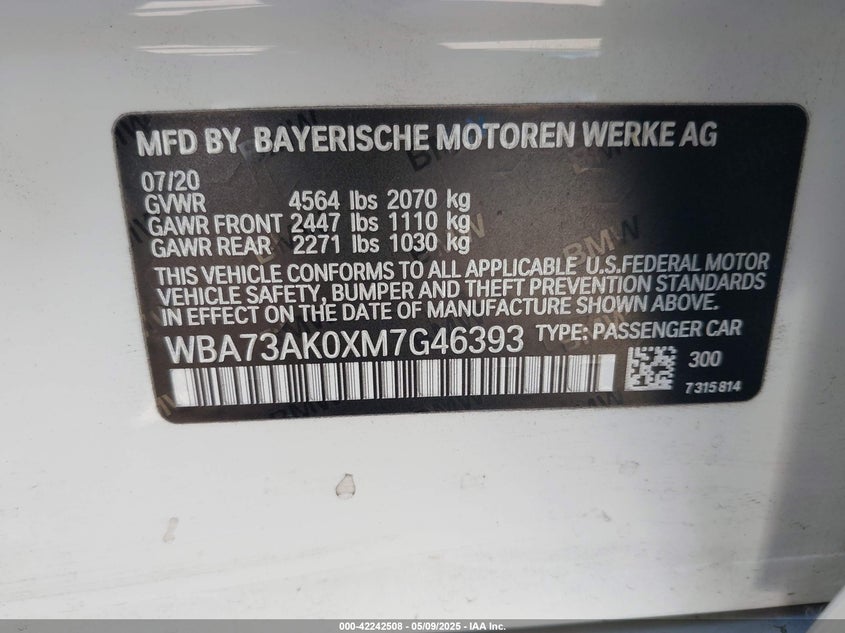 MFD BY BAYERISCHE MOTOREN WERKE AG
07/20
GVWR 4564 lbs 2070 kg
GAWR FRONT 2447 lbs 1110 kg
GAWR REAR 2271 lbs 1030 kg
THIS VEHICLE CONFORMS TO ALL APPLICABLE U.S.FEDERAL MOTOR
VEHICLE SAFETY, BUMPER AND THEFT PREVENTION STANDARDS
IN EFFECT ON THE DATE OF MANUFACTURE SHOWN ABOVE.
WBA73AK0XM7G46393 TYPE: PASSENGER CAR
300
7 315 814
000-42242508 - 05/09/2025 - IAA Inc.